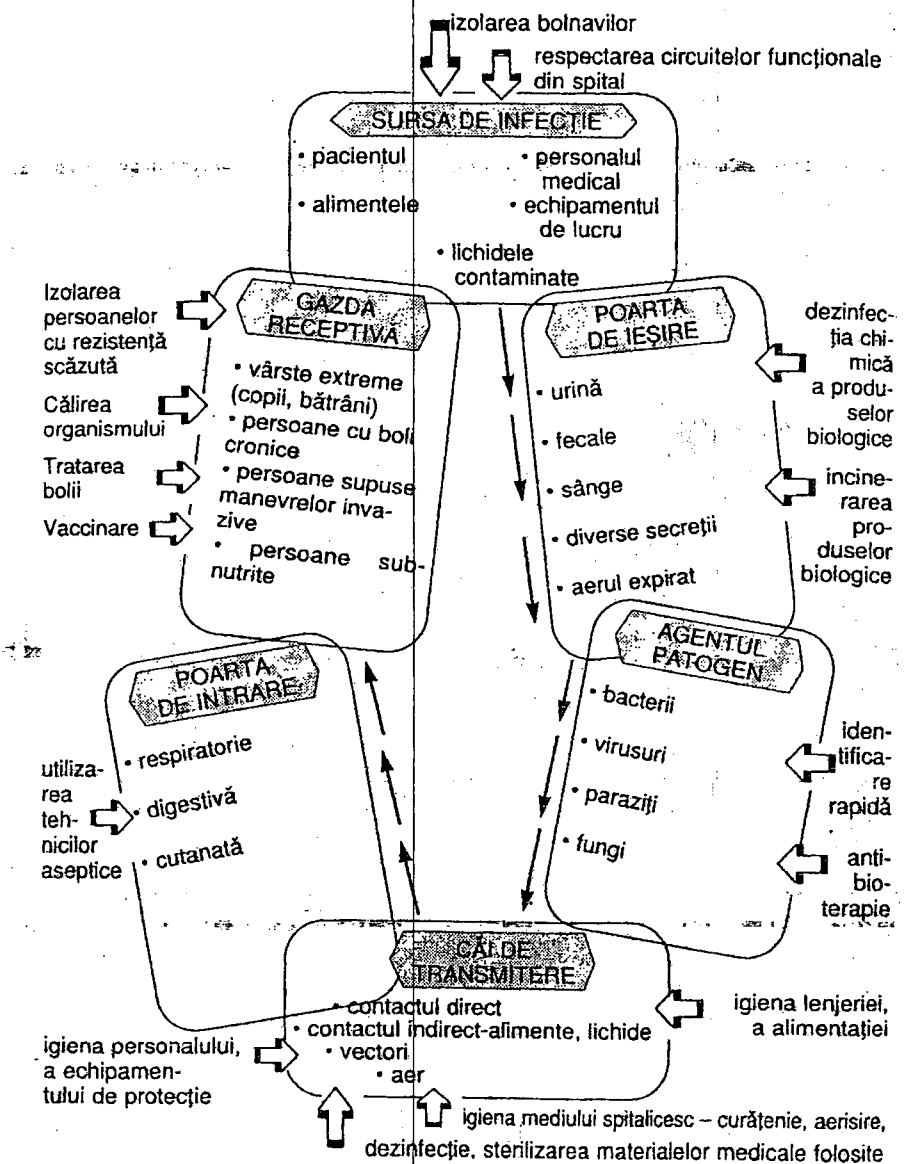 izolarea bolnavilor
respectarea circuitelor funcționale
din spital
SURSA DE INFECȚIE
• pacientul
• alimentele
• personalul
medical
• echipamentul
de lucru
• lichidele
contaminate
Izolarea
persoanelor
cu rezistență
scăzută
Călirea
organismului
Tratarea
bolii
Vaccinare
GAZDA
RECEPTIVĂ
• vârste extreme
(copii, bătrâni)
• persoane cu boli
cronice
• persoane supuse
manevrelor inva-
zive
• persoane sub-
nutrite
POARTA
DE IEȘIRE
• urină
• fecale
• sânge
• diverse secreții
• aerul expirat
dezinfec-
ția chi-
mică
a produ-
selor
biologice
incine-
rarea
pro-
duselor
biologice
AGENTUL
PATOGEN
• bacterii
• virusuri
• paraziți
• fungi
iden-
tifica-
re
rapidă
anti-
bio-
terapie
POARTA
DE INTRARE
• respiratorie
• digestivă
• cutanată
utiliza-
rea
teh-
nicilor
aseptice
CĂI DE
TRANSMITERE
• contactul direct
• contactul indirect-alimente, lichide
• vectori
• aer
igiena lenjeriei,
a alimentației
igiena personalului,
a echipamen-
tului de protecție
igiena mediului spitalicesc – curățenie, aerisire,
dezinfecție, sterilizarea materialelor medicale folosite